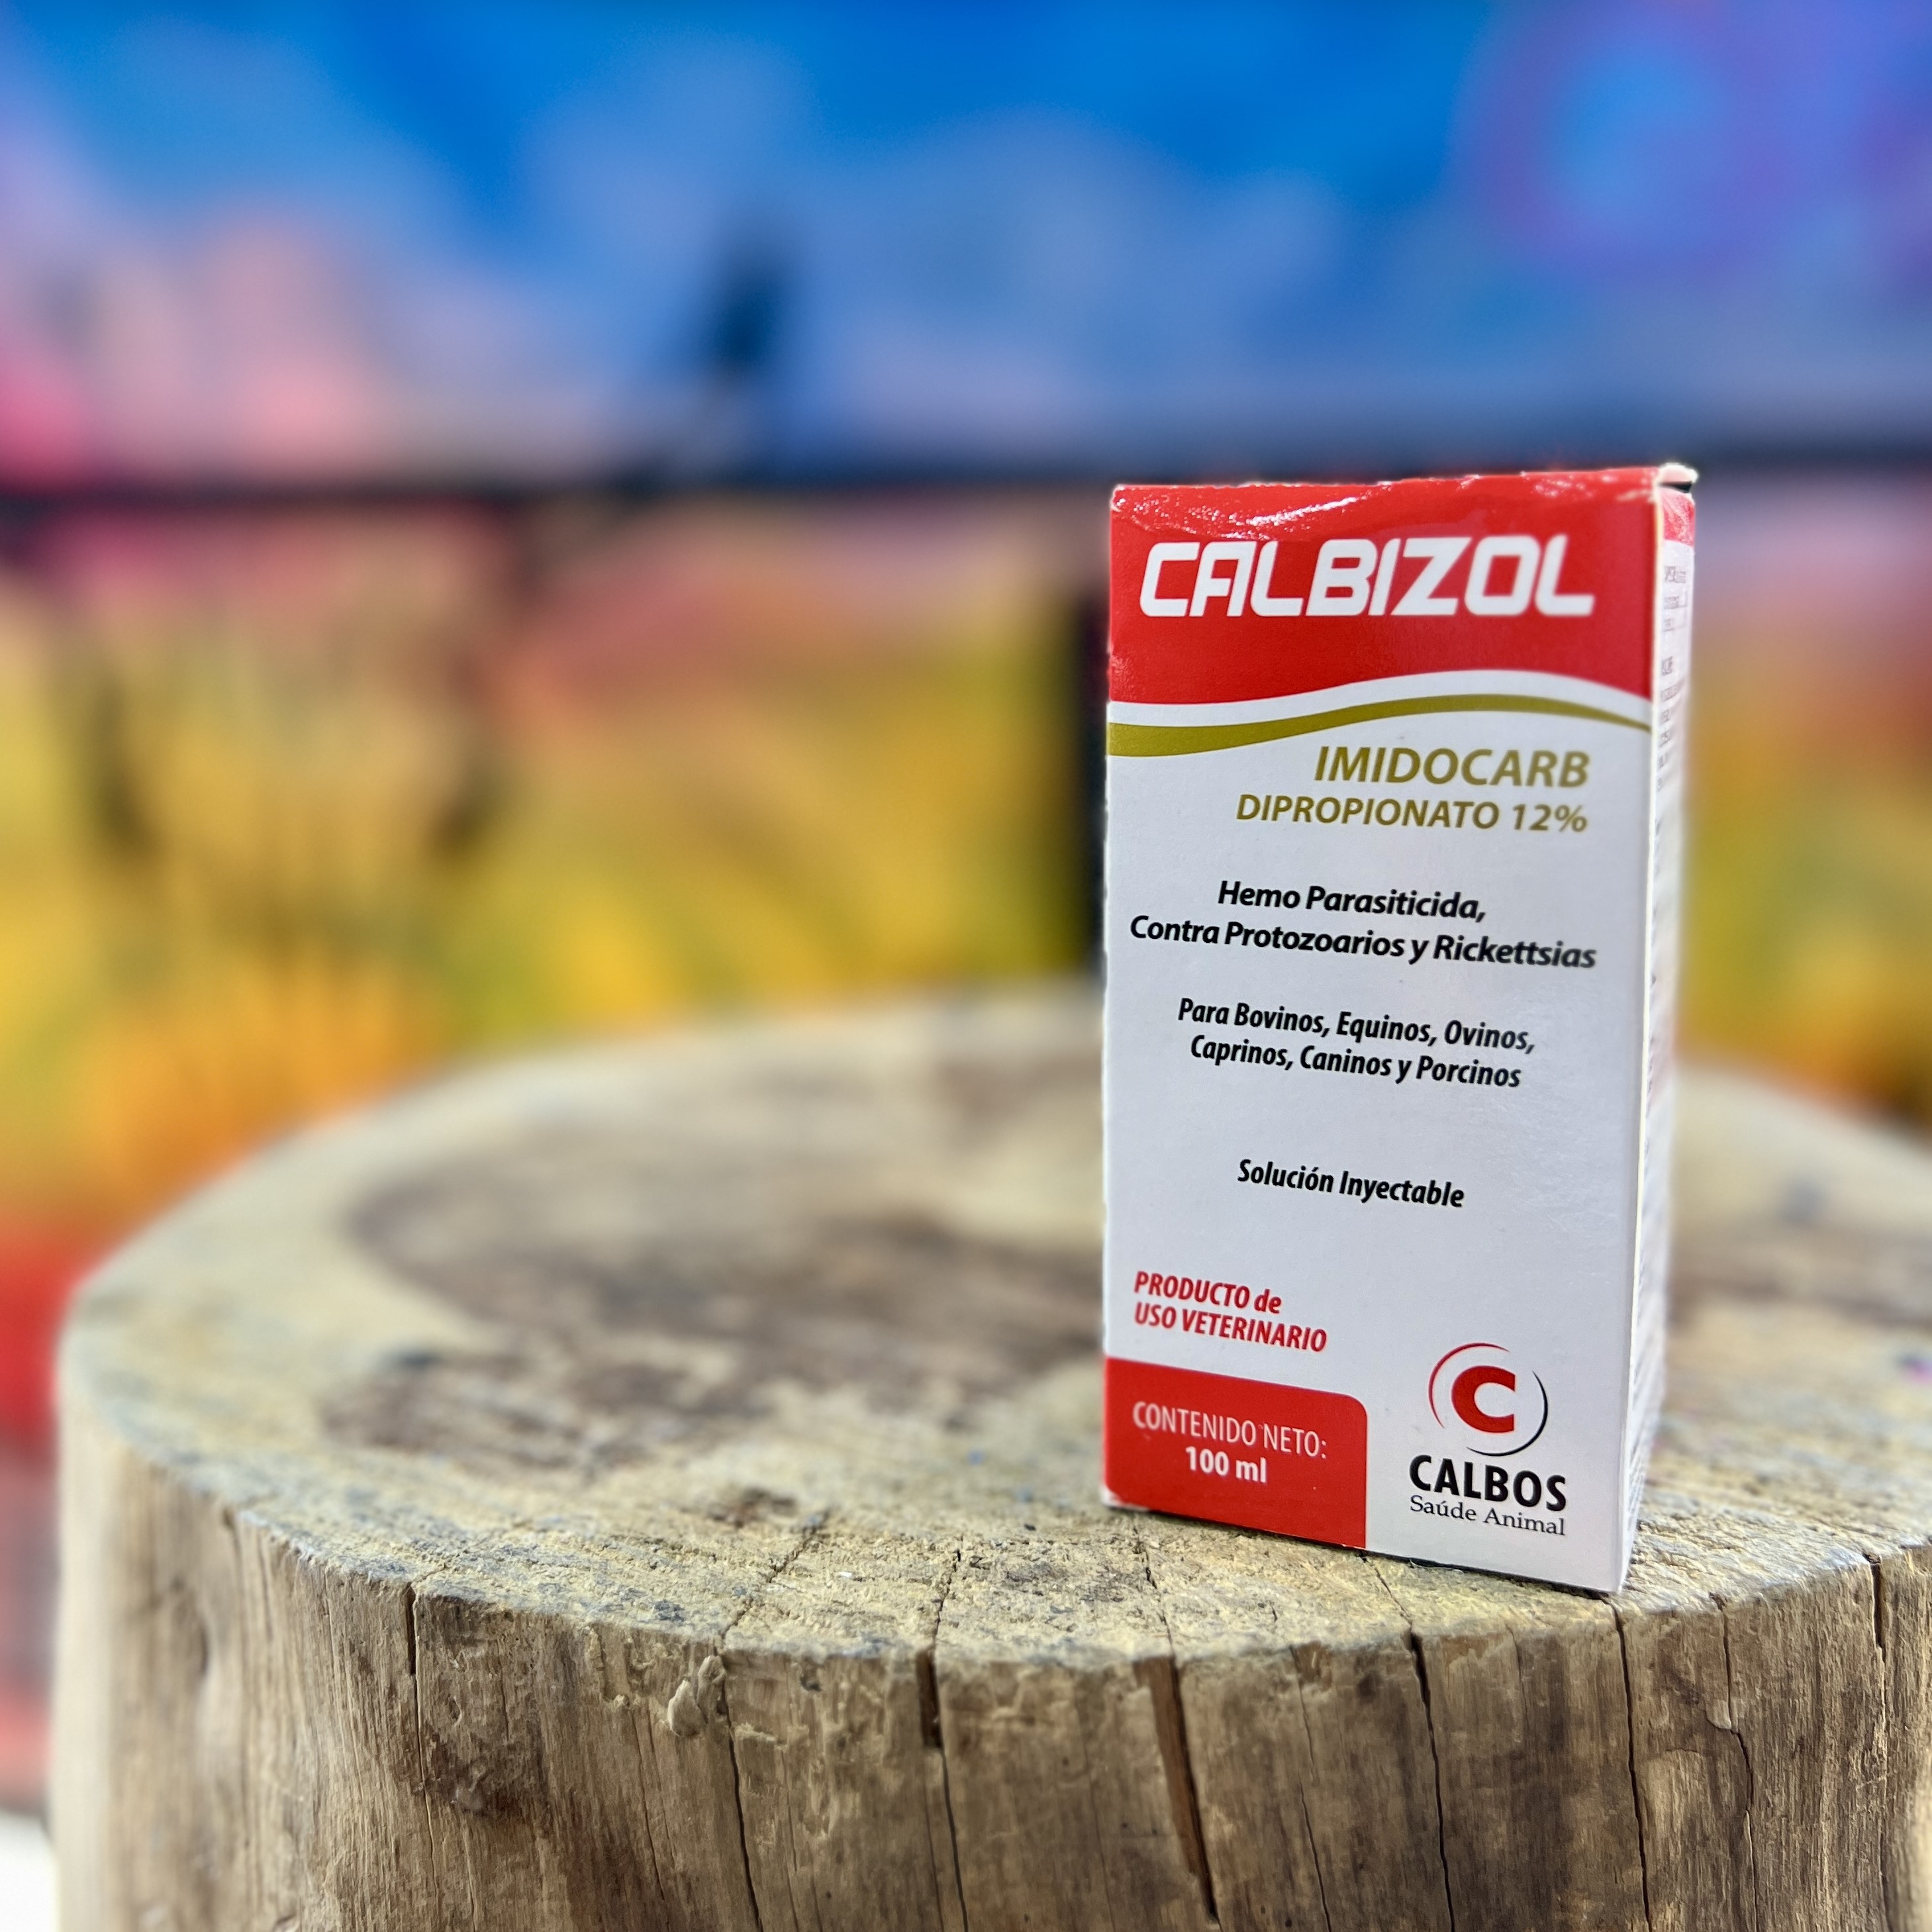 CALBIZOL
IMIDOCARB
DIPROPIONATO 12%
Hemo Parasiticida,
Contra Protozoarios y Rickettsias
Para Bovinos, Equinos, Ovinos,
Caprinos, Caninos y Porcinos
Solución Inyectable
PRODUCTO de
USO VETERINARIO
CONTENIDO NETO:
100 ml
C
CALBOS
Saúde Animal